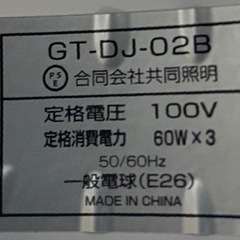 GT-DJ-02B
PSE 合同会社共同照明
定格電圧 100V
定格消費電力 60W×3
50/60Hz
一般電球(E26)
MADE IN CHINA